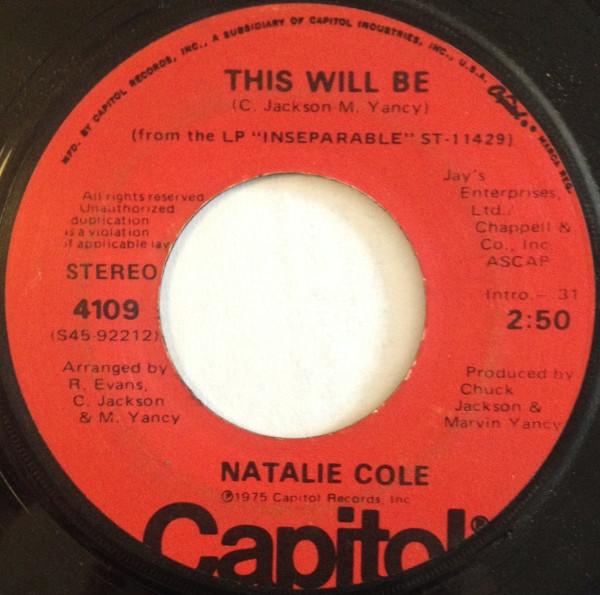 MFD. BY CAPITOL RECORDS, INC., A SUBSIDIARY OF CAPITOL INDUSTRIES, INC., U.S.A. Capitol® MARCA REG.
THIS WILL BE
(C. Jackson-M. Yancy)
(from the LP "INSEPARABLE" ST-11429)
All rights reserved
Unauthorized
duplication
is a violation
of applicable law
STEREO
4109
(S45-92212)
Arranged by
R. Evans,
C. Jackson
& M. Yancy
Jay's
Enterprises,
Ltd./
Chappell &
Co., Inc.
ASCAP
Intro.–.31
2:50
Produced by
Chuck
Jackson &
Marvin Yancy
NATALIE COLE
℗1975 Capitol Records, Inc.
Capitol®